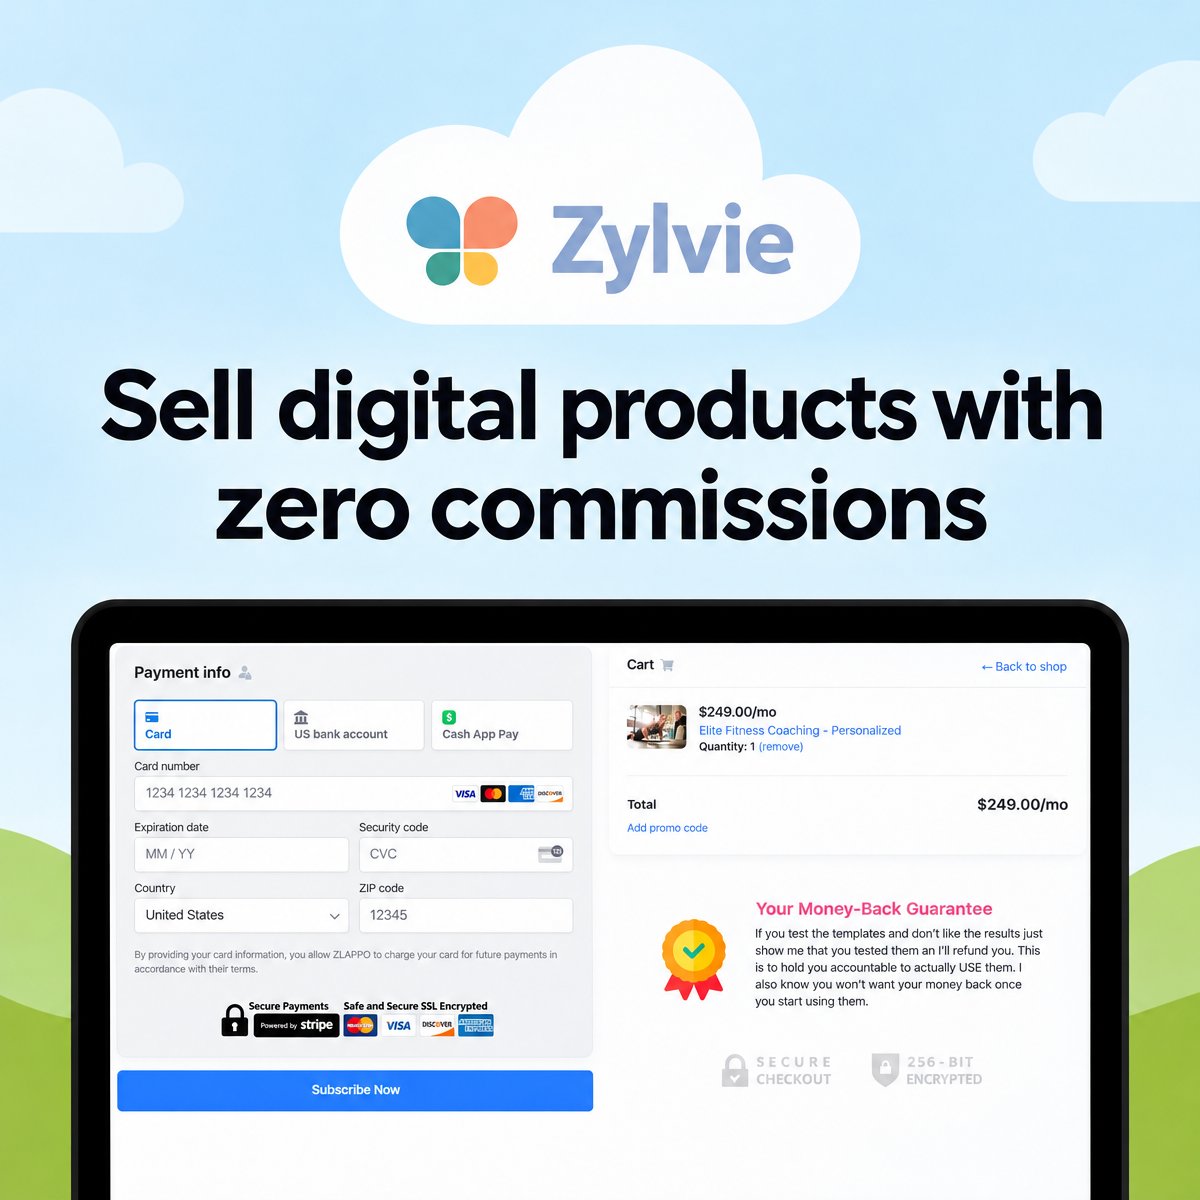 Zylvie
Sell digital products with
zero commissions
Payment info
Card
US bank account
Cash App Pay
Card number
1234 1234 1234 1234
VISA
DISCOVER
Expiration date
Security code
MM / YY
CVC
Country
ZIP code
United States
12345
By providing your card information, you allow ZLAPPO to charge your card for future payments in
accordance with their terms.
Secure Payments
Safe and Secure SSL Encrypted
Powered by stripe
VISA
DISCOVER
Subscribe Now
Cart
← Back to shop
$249.00/mo
Elite Fitness Coaching - Personalized
Quantity: 1 (remove)
Total
$249.00/mo
Add promo code
Your Money-Back Guarantee
If you test the templates and don't like the results just
show me that you tested them an I'll refund you. This
is to hold you accountable to actually USE them. I
also know you won't want your money back once
you start using them.
SECURE
CHECKOUT
256-BIT
ENCRYPTED